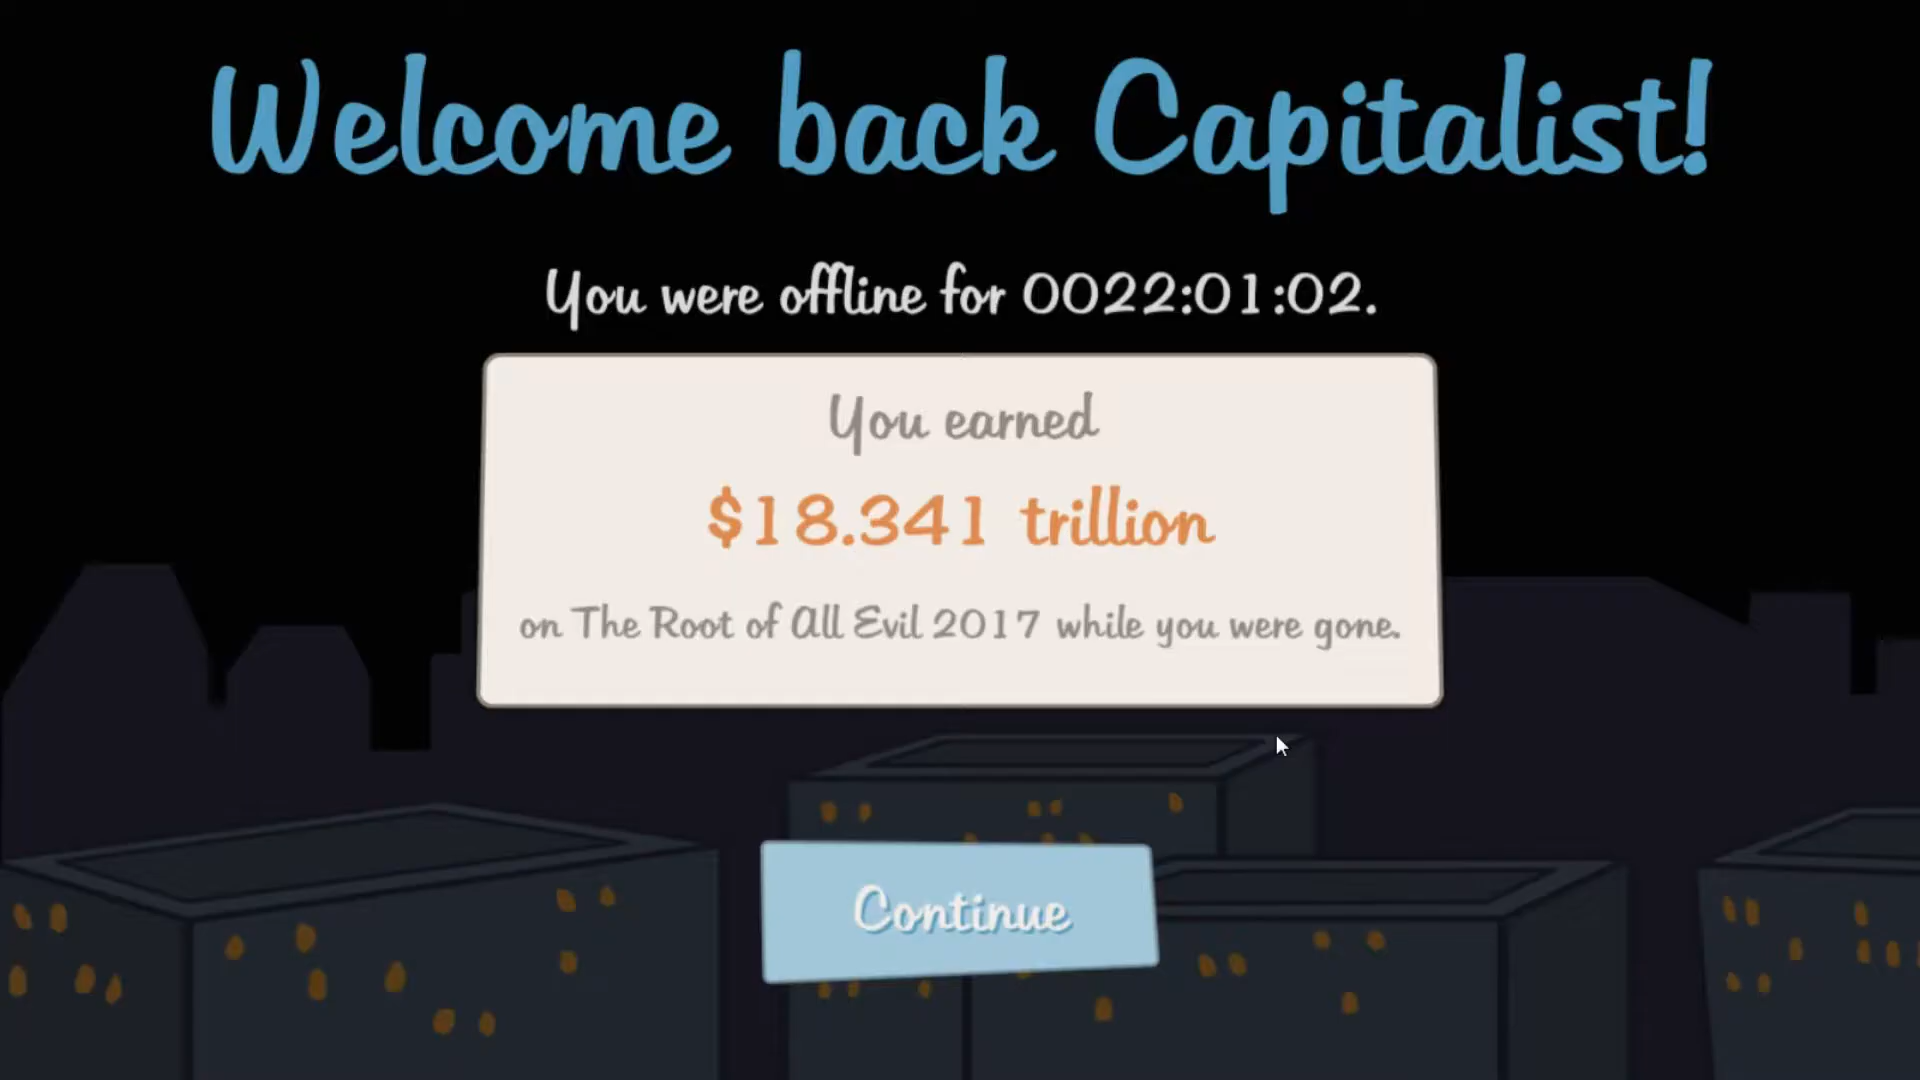 Welcome back Capitalist!
You were offline for 0022:01:02.
You earned
$18.341 trillion
on The Root of All Evil 2017 while you were gone.
Continue